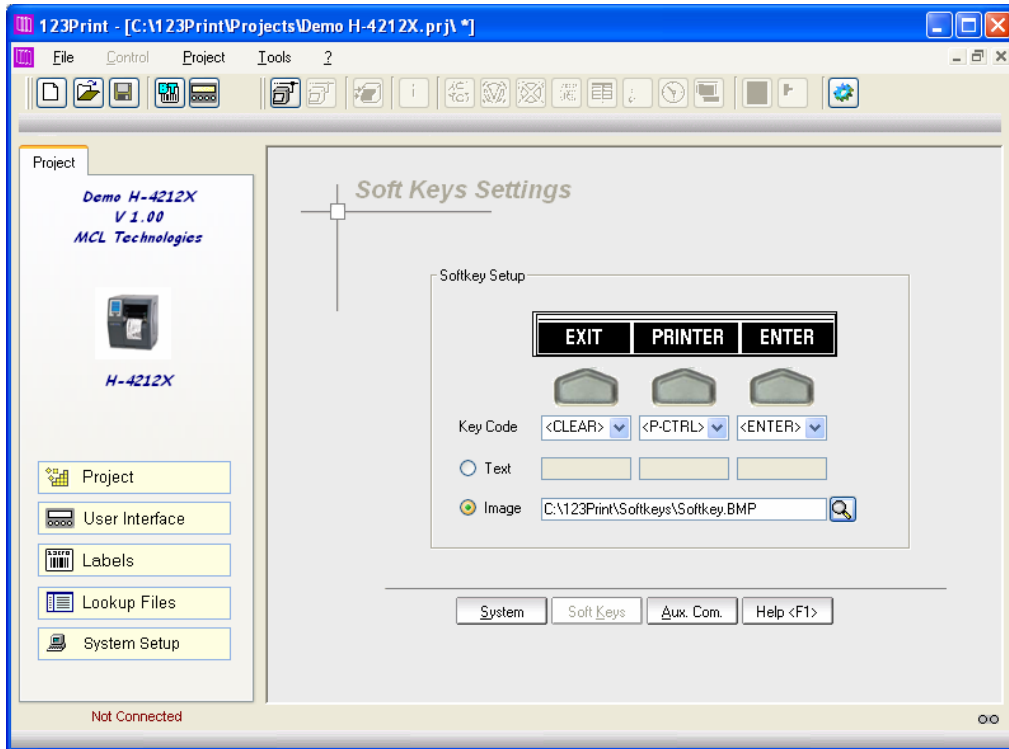 123Print - [C:\123Print\Projects\Demo H-4212X.prj\ *]
File Control Project Tools ?
Project
Demo H-4212X
V 1.00
MCL Technologies
H-4212X
Project
User Interface
Labels
Lookup Files
System Setup
Not Connected
Soft Keys Settings
Softkey Setup
EXIT PRINTER ENTER
Key Code <CLEAR> <P-CTRL> <ENTER>
Text
Image C:\123Print\Softkeys\Softkey.BMP
System Soft Keys Aux. Com. Help <F1>